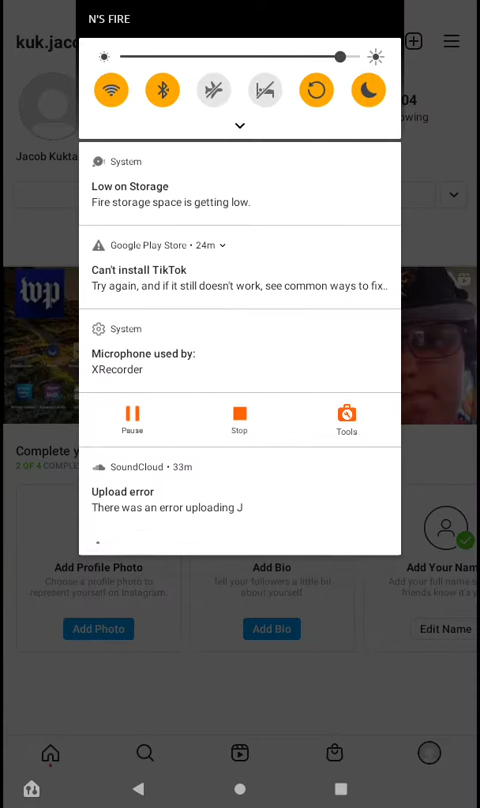 N'S FIRE
kuk.jaco
04
owing
Jacob Kukta
System
Low on Storage
Fire storage space is getting low.
Google Play Store • 24m
Can't install TikTok
Try again, and if it still doesn't work, see common ways to fix..
System
Microphone used by:
XRecorder
Pause
Stop
Tools
SoundCloud • 33m
Upload error
There was an error uploading J
wp
Complete y
2 OF 4 COMPLE
Add Profile Photo
Choose a profile photo to
represent yourself on Instagram.
Add Photo
Add Bio
Tell your followers a little bit
about yourself.
Add Bio
Add Your Nam
Add your full name s
friends know it's y
Edit Name